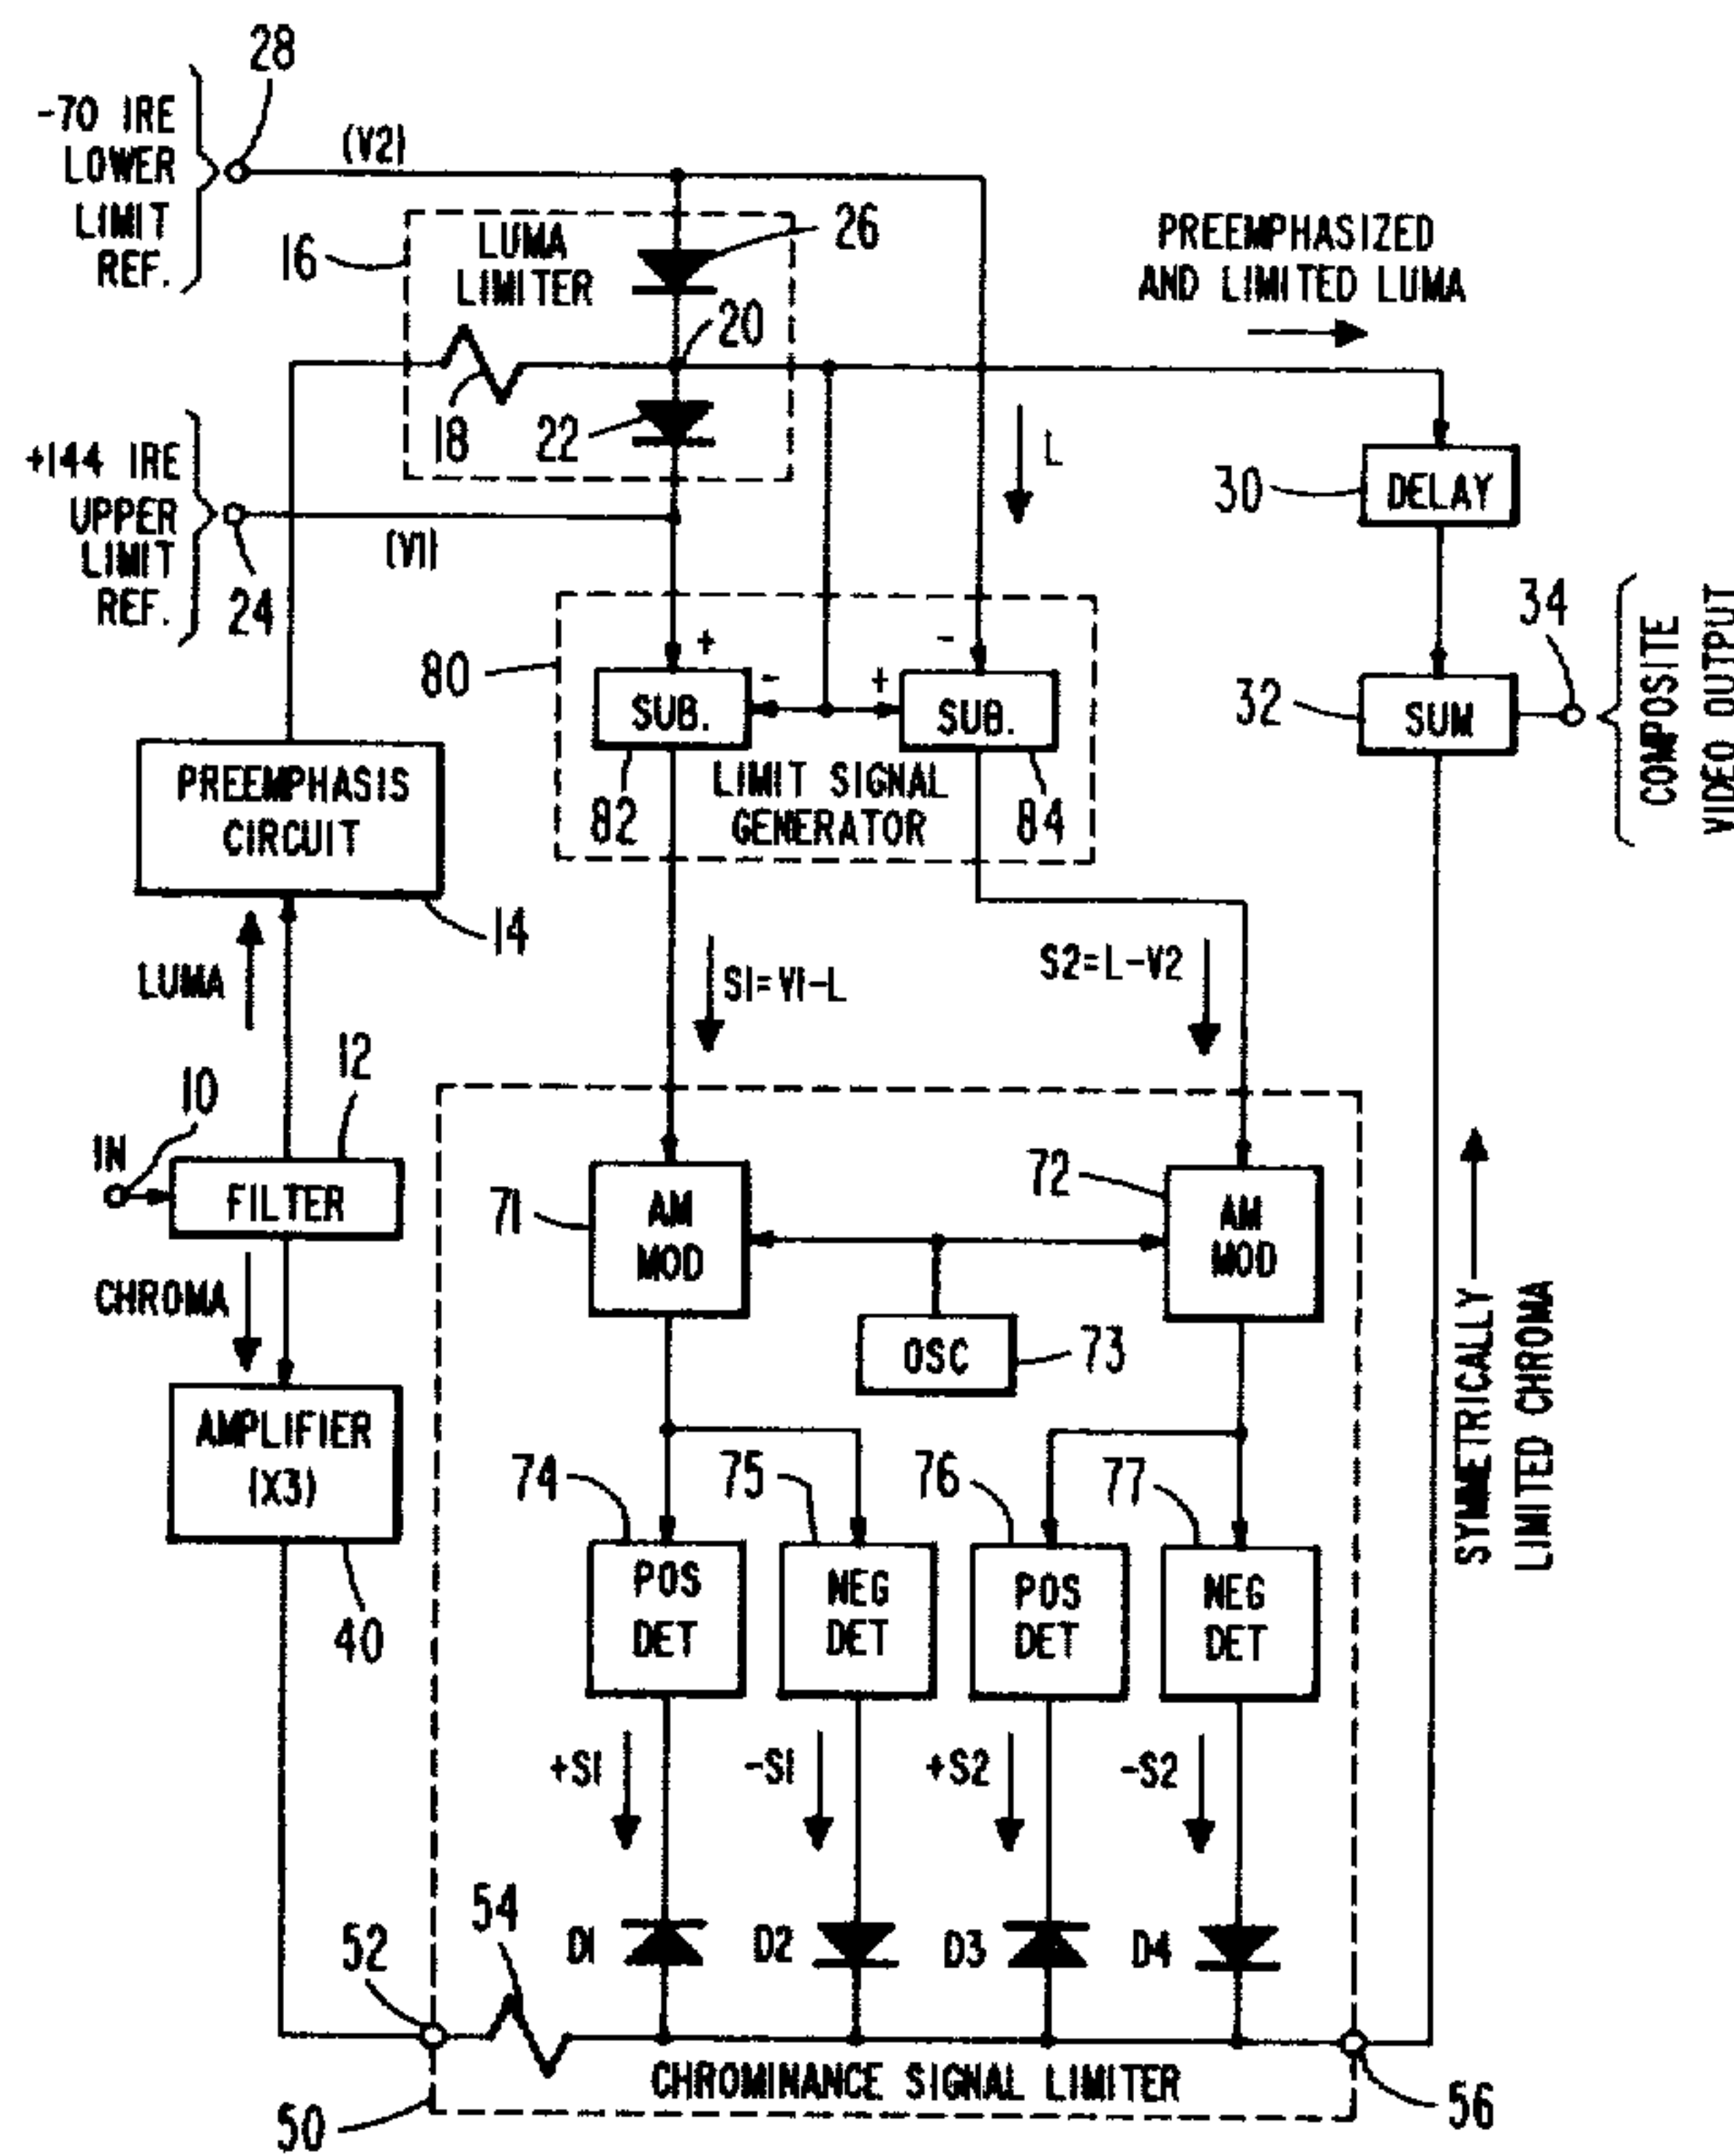 28
-70 IRE
LOWER
LIMIT
REF.
(V2)
16
LUMA
LIMITER
26
PREEMPHASIZED
AND LIMITED LUMA
20
18
22
L
+144 IRE
UPPER
LIMIT
REF.
24
(V1)
30
DELAY
34
COMPOSITE
VIDEO OUTPUT
80
+
-
+
-
SUB.
SUB.
32
SUM
82
LIMIT SIGNAL
GENERATOR
84
PREEMPHASIS
CIRCUIT
14
LUMA
S1=V1-L
S2=L-V2
10
12
IN
FILTER
71
AM
MOD
72
AM
MOD
CHROMA
OSC
73
SYMMETRICALLY
LIMITED CHROMA
AMPLIFIER
(X3)
40
74
75
76
77
POS
DET
NEG
DET
POS
DET
NEG
DET
+S1
-S1
+S2
-S2
54
52
D1
D2
D3
D4
CHROMINANCE SIGNAL LIMITER
50
56